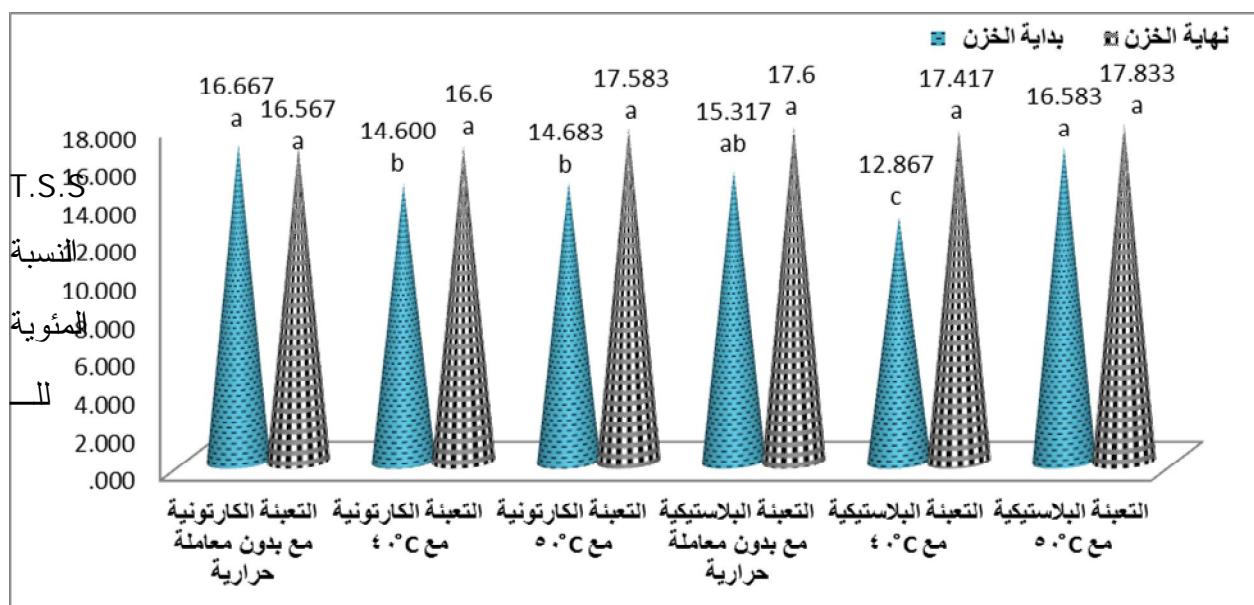 نهاية الخزن
بداية الخزن
16.667
a
16.567
a
14.600
b
16.6
a
14.683
b
17.583
a
15.317
ab
17.6
a
12.867
c
17.417
a
16.583
a
17.833
a
18.000
16.000
14.000
12.000
10.000
8.000
6.000
4.000
2.000
.000
T.S.S
النسبة
المئوية
للــ
التعبئة الكارتونية
مع بدون معاملة
حرارية
التعبئة الكارتونية
مع ٤٠°C
التعبئة الكارتونية
مع ٥٠°C
التعبئة البلاستيكية
مع بدون معاملة
حرارية
التعبئة البلاستيكية
مع ٤٠°C
التعبئة البلاستيكية
مع ٥٠°C